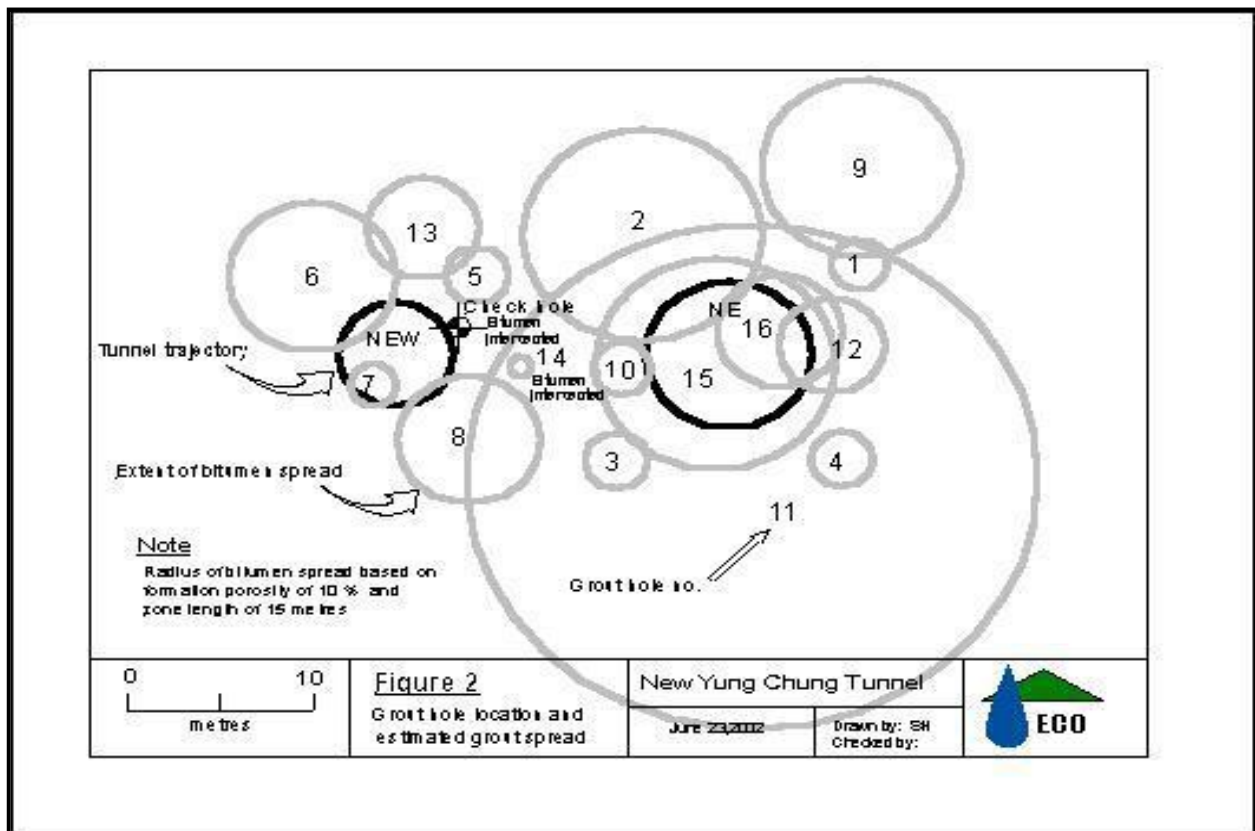 9
2
13
1
6
5
Check hole
Bitumen
Intersected
NE
16
NEW
Tunnel trajectory
14
12
10
15
7
Bitumen
Intersected
8
3
4
Extent of bitumen spread
11
Note
Grout hole no.
Radius of bitumen spread based on
formation porosity of 10 % and
zone length of 15 metres
0 10
metres
Figure 2
Grout hole location and
estimated grout spread
New Yung Chung Tunnel
June 23,2002
Drawn by: SH
Checked by:
ECO